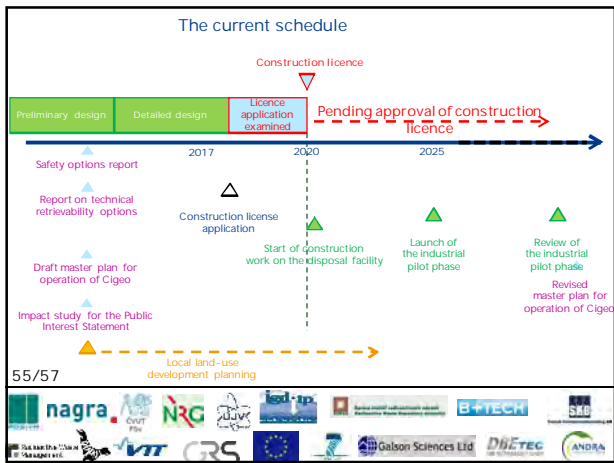 The current schedule
Construction licence
Preliminary design
Detailed design
Licence
application
examined
Pending approval of construction
licence
2017
2020
2025
Safety options report
Report on technical
retrievability options
Construction license
application
Start of construction
work on the disposal facility
Launch of
the industrial
pilot phase
Review of
the industrial
pilot phase
Draft master plan for
operation of Cigeo
Revised
master plan for
operation of Cigeo
Impact study for the Public
Interest Statement
Local land-use
development planning
55/57
nagra
NRG
igd-tp
B+TECH
SKB
Management
VTT
GRS
Galson Sciences Ltd
DBETEC
ANDRA